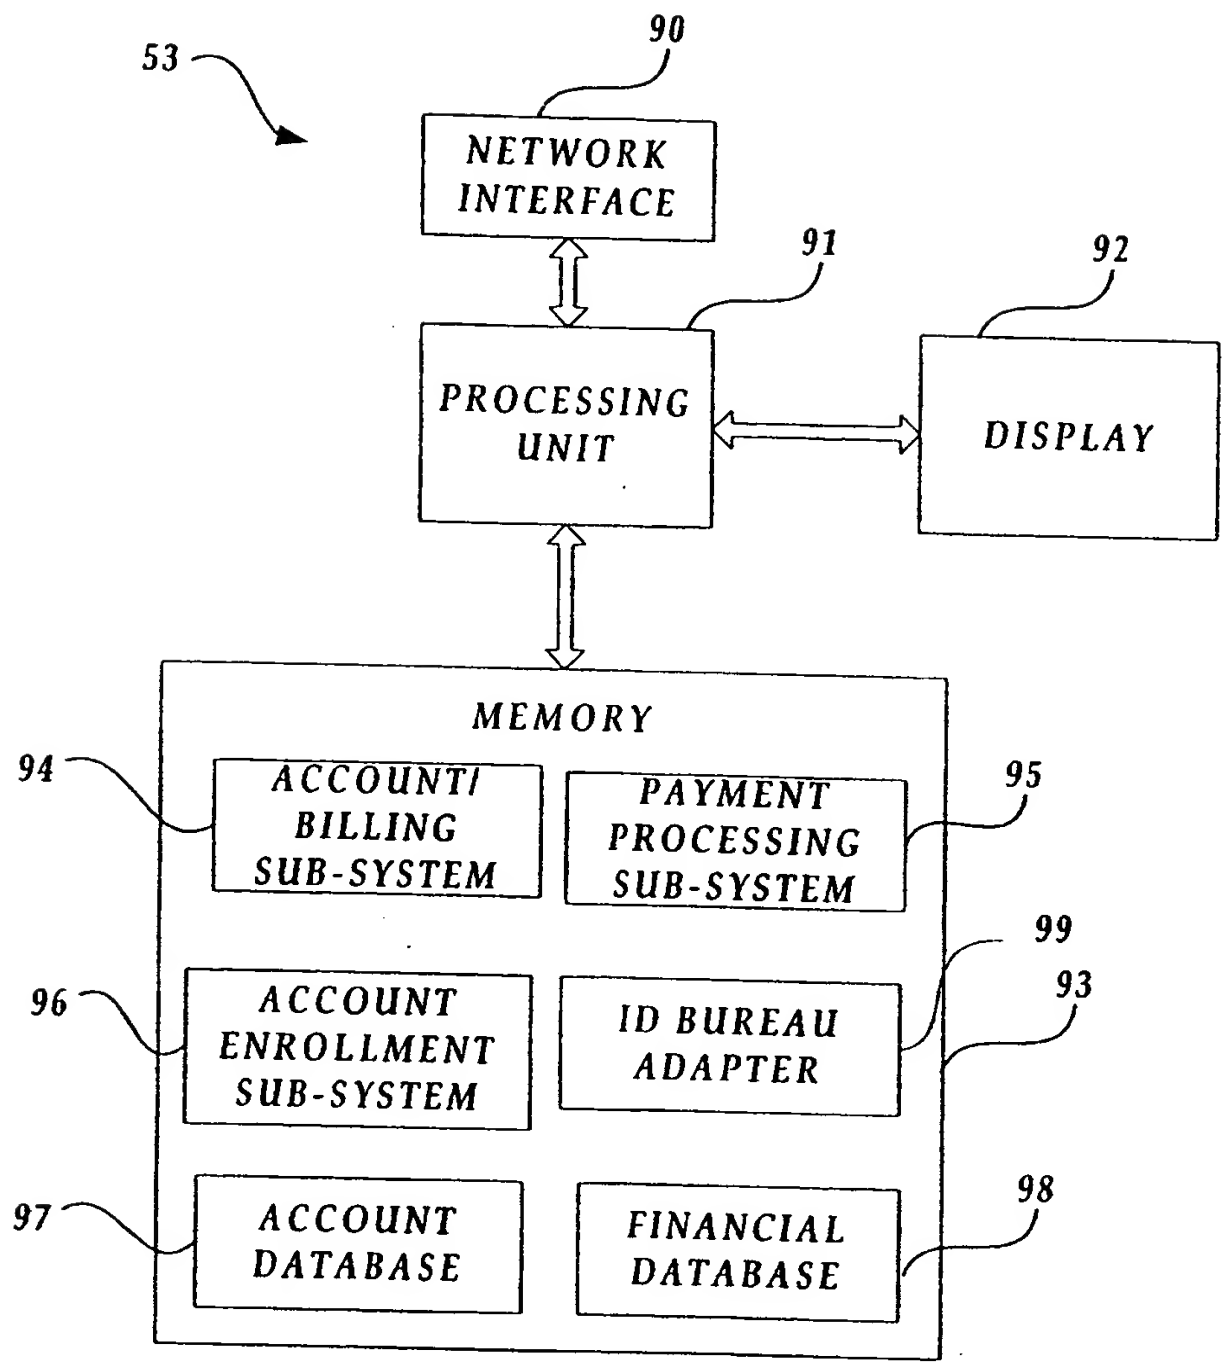 90
53
NETWORK
INTERFACE
91
92
PROCESSING
UNIT
DISPLAY
MEMORY
94
ACCOUNT/
BILLING
SUB-SYSTEM
PAYMENT
PROCESSING
SUB-SYSTEM
95
96
ACCOUNT
ENROLLMENT
SUB-SYSTEM
ID BUREAU
ADAPTER
99
93
97
ACCOUNT
DATABASE
FINANCIAL
DATABASE
98